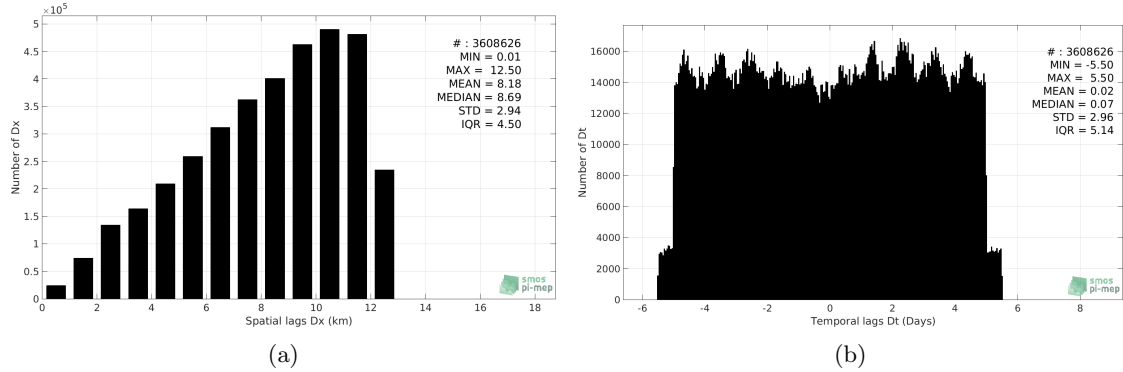 ×10⁵
5
4.5
4
3.5
3
2.5
2
1.5
1
0.5
0
Number of Dx
# : 3608626
MIN = 0.01
MAX = 12.50
MEAN = 8.18
MEDIAN = 8.69
STD = 2.94
IQR = 4.50
smos
pi-mep
0 2 4 6 8 10 12 14 16 18
Spatial lags Dx (km)
(a)
16000
14000
12000
10000
8000
6000
4000
2000
0
Number of Dt
# : 3608626
MIN = -5.50
MAX = 5.50
MEAN = 0.02
MEDIAN = 0.07
STD = 2.96
IQR = 5.14
smos
pi-mep
-6 -4 -2 0 2 4 6 8
Temporal lags Dt (Days)
(b)